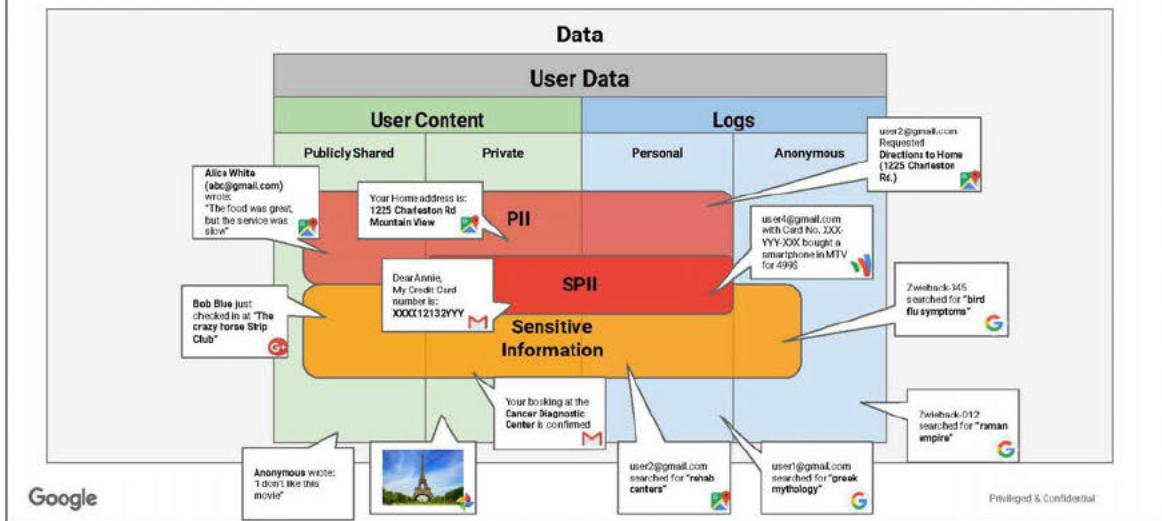 Data
User Data
User Content
Logs
Publicly Shared
Private
Personal
Anonymous
user2@gmail.com
Requested
Directions to Home
(1225 Charleston
Rd.)
Alice White
(abc@gmail.com)
wrote:
"The food was great,
but the service was
slow"
Your Home address is:
1225 Charleston Rd
Mountain View
PII
user4@gmail.com
with Card No. XXX-
YYY-XXX bought a
smartphone in MTV
for 499$
Dear Annie,
My Credit Card
number is:
XXXX12132YYY
SPII
Bob Blue just
checked in at "The
crazy horse Strip
Club"
G+
Sensitive
Information
Zwieback-345
searched for "bird
flu symptoms"
Your booking at the
Cancer Diagnostic
Center is confirmed
Zwieback-012
searched for "roman
empire"
Anonymous wrote:
"I don't like this
movie"
user2@gmail.com
searched for "rehab
centers"
user1@gmail.com
searched for "greek
mythology"
Google
Privileged & Confidential